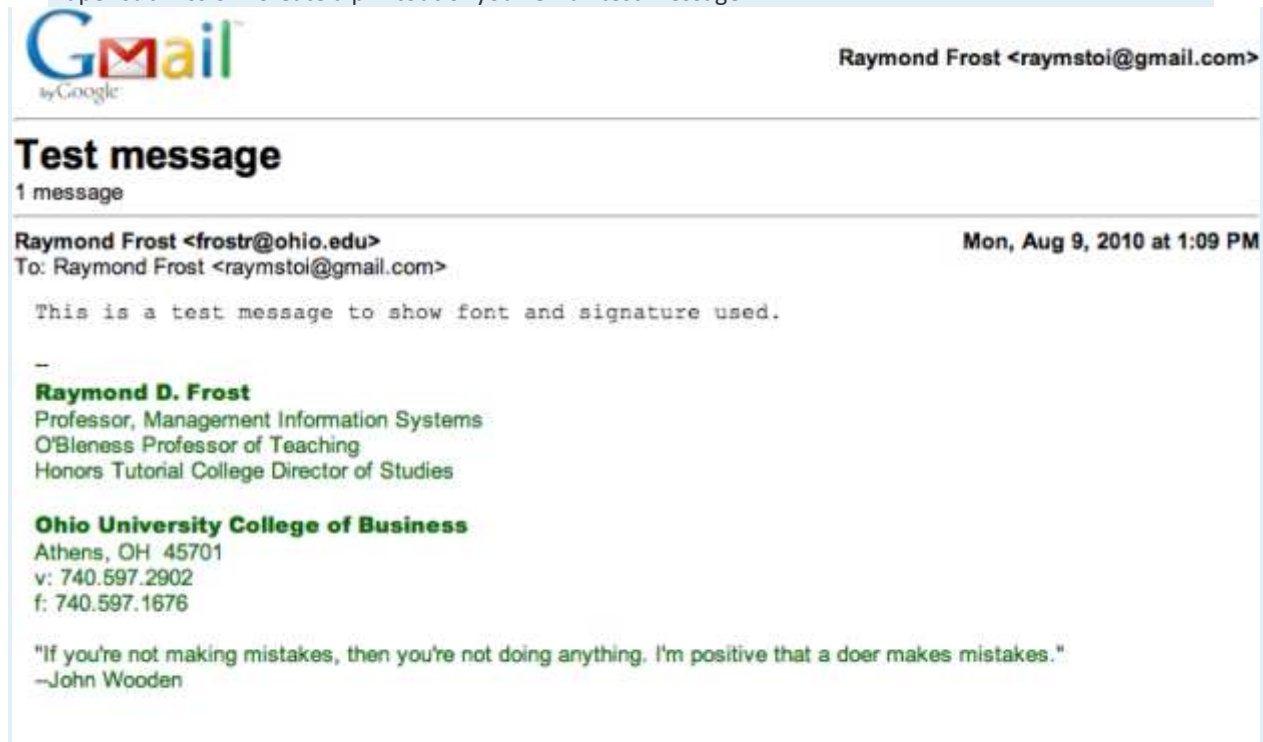 Gmail
by Google
Raymond Frost <raymstoi@gmail.com>
Test message
1 message
Raymond Frost <frostr@ohio.edu>
Mon, Aug 9, 2010 at 1:09 PM
To: Raymond Frost <raymstoi@gmail.com>
This is a test message to show font and signature used.
--
Raymond D. Frost
Professor, Management Information Systems
O'Bleness Professor of Teaching
Honors Tutorial College Director of Studies
Ohio University College of Business
Athens, OH 45701
v: 740.597.2902
f: 740.597.1676
"If you're not making mistakes, then you're not doing anything. I'm positive that a doer makes mistakes."
--John Wooden